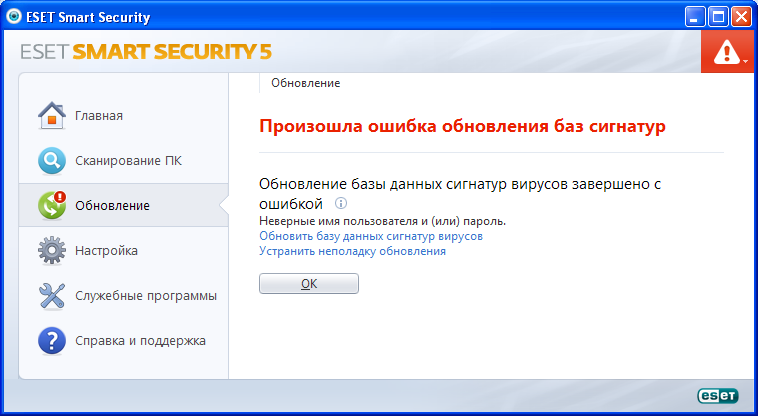 ESET Smart Security
ESET SMART SECURITY 5
Обновление
Главная
Сканирование ПК
Обновление
Настройка
Служебные программы
Справка и поддержка
Произошла ошибка обновления баз сигнатур
Обновление базы данных сигнатур вирусов завершено с
ошибкой
Неверные имя пользователя и (или) пароль.
Обновить базу данных сигнатур вирусов
Устранить неполадку обновления
OK
eset